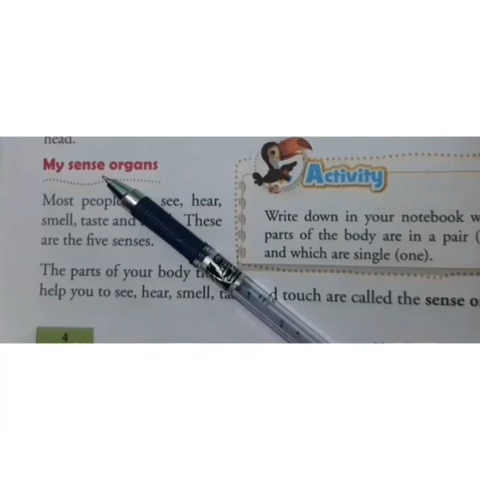 head.
My sense organs
Most people see, hear,
smell, taste and These
are the five senses.
The parts of your body
help you to see, hear, smell, touch are called the sense
Activity
Write down in your notebook
parts of the body are in a pair (
and which are single (one).
4